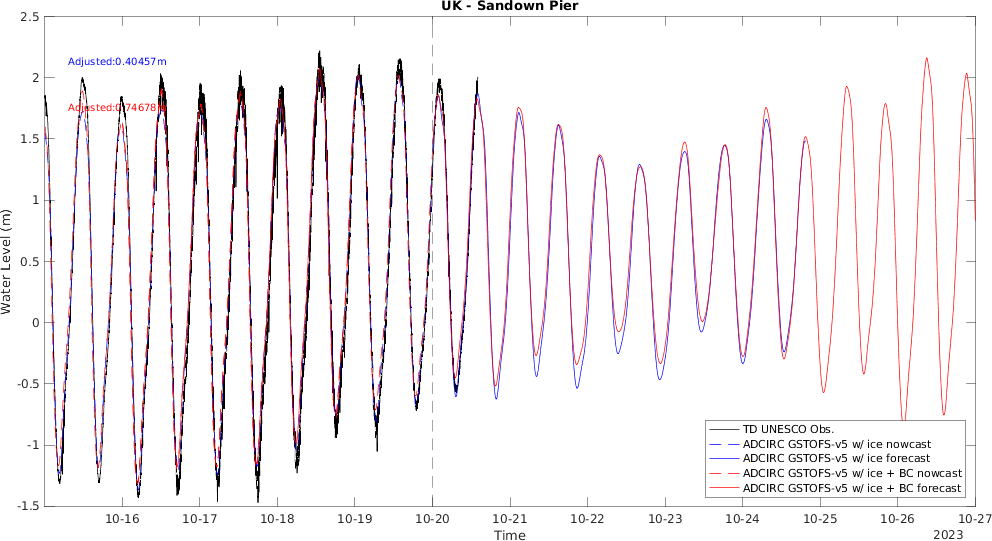 UK - Sandown Pier
2.5
2
1.5
1
0.5
0
-0.5
-1
-1.5
Water Level (m)
Adjusted:0.40457m
Adjusted:0.74678m
TD UNESCO Obs.
ADCIRC GSTOFS-v5 w/ ice nowcast
ADCIRC GSTOFS-v5 w/ ice forecast
ADCIRC GSTOFS-v5 w/ ice + BC nowcast
ADCIRC GSTOFS-v5 w/ ice + BC forecast
10-16 10-17 10-18 10-19 10-20 10-21 10-22 10-23 10-24 10-25 10-26 10-27
Time
2023